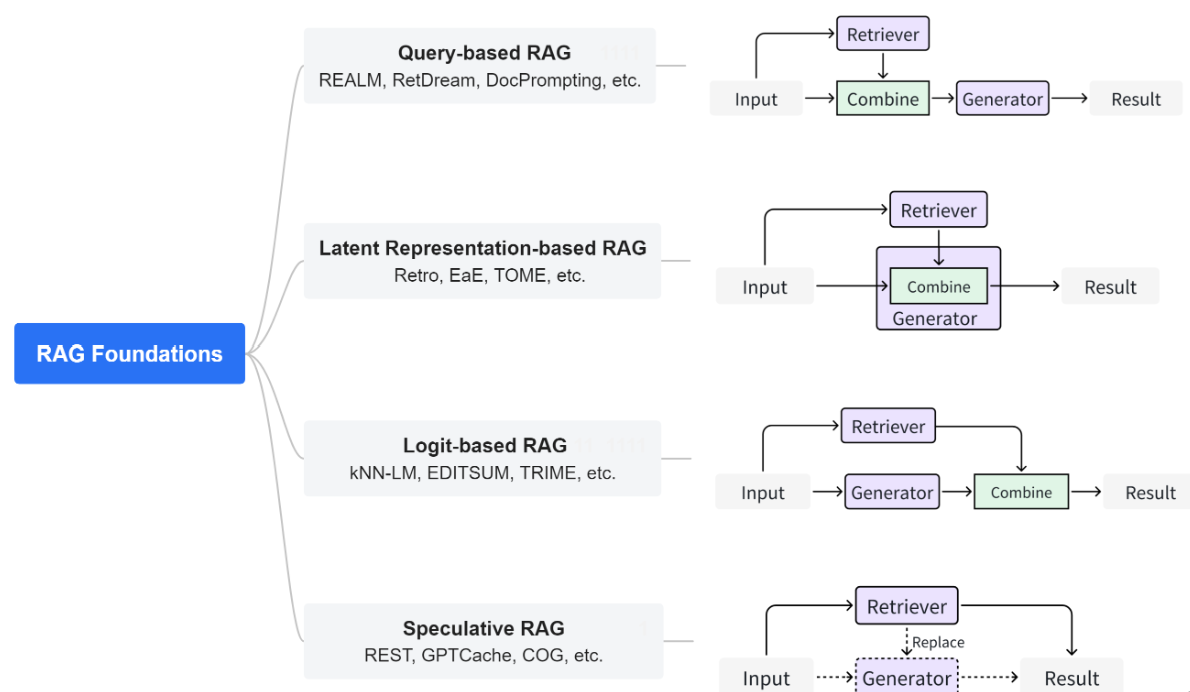 RAG Foundations
Query-based RAG
REALM, RetDream, DocPrompting, etc.
Retriever
Input
Combine
Generator
Result
Latent Representation-based RAG
Retro, EaE, TOME, etc.
Retriever
Input
Combine
Generator
Result
Logit-based RAG
kNN-LM, EDITSUM, TRIME, etc.
Retriever
Input
Generator
Combine
Result
Speculative RAG
REST, GPTCache, COG, etc.
Retriever
Replace
Input
Generator
Result